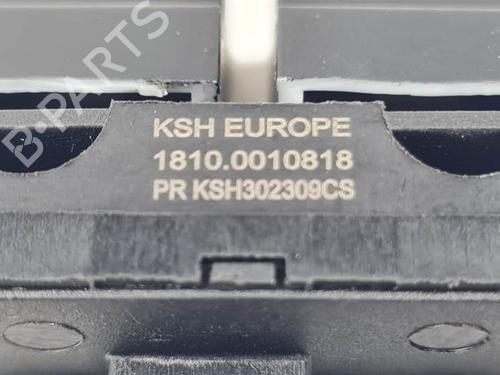 B-PARTS
KSH EUROPE
1810.0010818
PR KSH302309CS